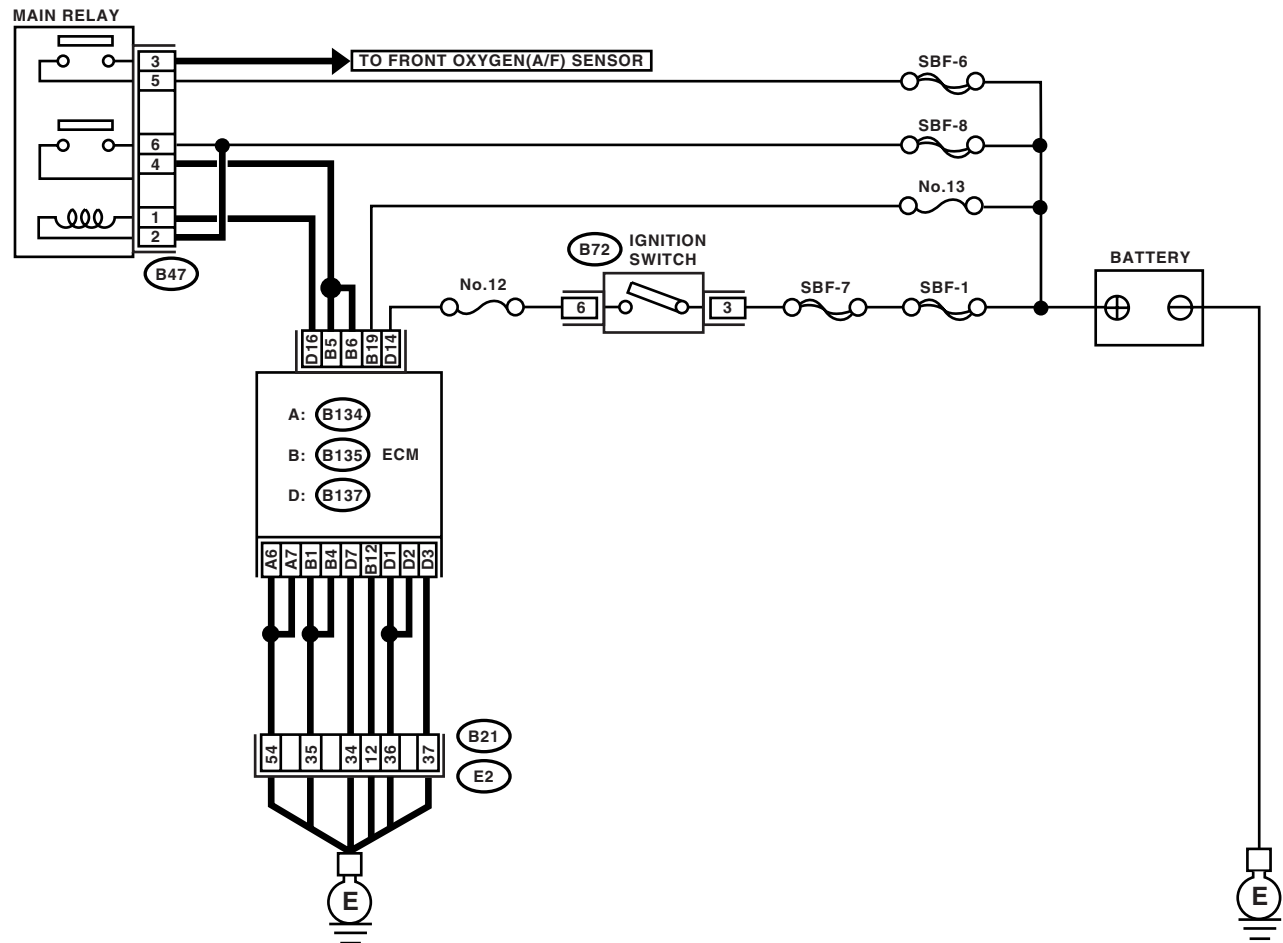 MAIN RELAY
3
TO FRONT OXYGEN(A/F) SENSOR
5
SBF-6
6
SBF-8
4
No.13
1
2
B47
B72
IGNITION
SWITCH
BATTERY
No.12
6
3
SBF-7
SBF-1
D16
B5
B6
B19
D14
A: B134
B: B135 ECM
D: B137
A6
A7
B1
B4
D7
B12
D1
D2
D3
54
35
34
12
36
37
B21
E2
E
E